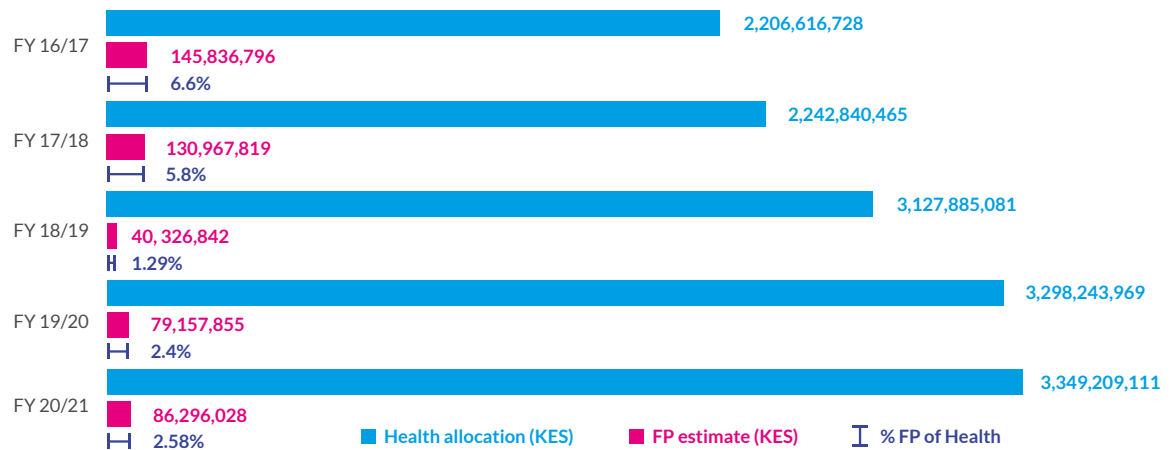 2,206,616,728
FY 16/17
145,836,796
6.6%
2,242,840,465
FY 17/18
130,967,819
5.8%
3,127,885,081
FY 18/19
40, 326,842
1.29%
3,298,243,969
FY 19/20
79,157,855
2.4%
3,349,209,111
FY 20/21
86,296,028
2.58%
Health allocation (KES) FP estimate (KES) % FP of Health